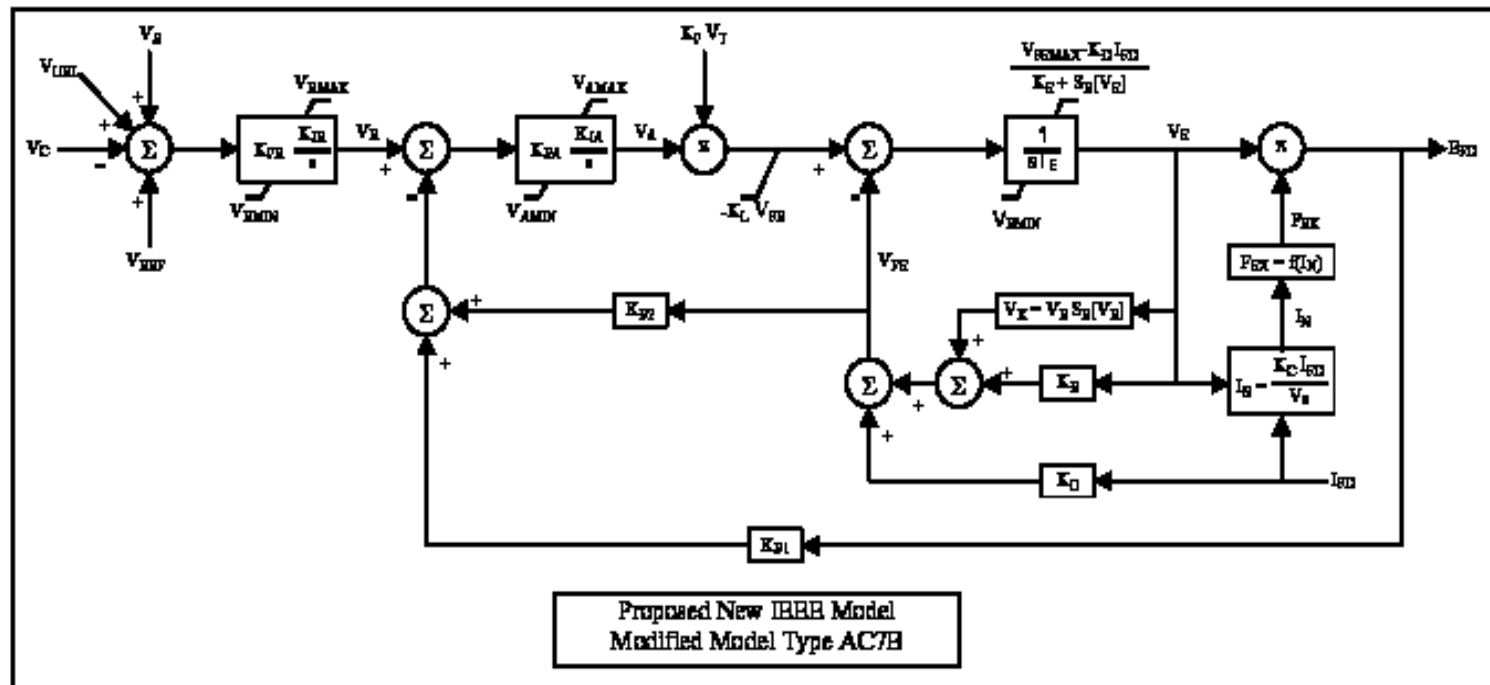 VS
KP VT
VFEMAX-KD IFD
KE + SE[VE]
VUEL
+
+
VRMAX
VAMAX
VC
-
Σ
KPR
KIR
s
VR
+
Σ
KPA
KIA
s
VA
π
+
Σ
1
sTE
VE
π
EFD
+
-
VRMIN
VAMIN
-KL VFE
-
VEMIN
VREF
VFE
FEX
FEX = f(IN)
Σ
+
KF2
VX = VE SE[VE]
IN
+
+
Σ
+
Σ
+
KE
IN =
KC IFD
VE
+
KD
IFD
KF1
Proposed New IEEE Model
Modified Model Type AC7B